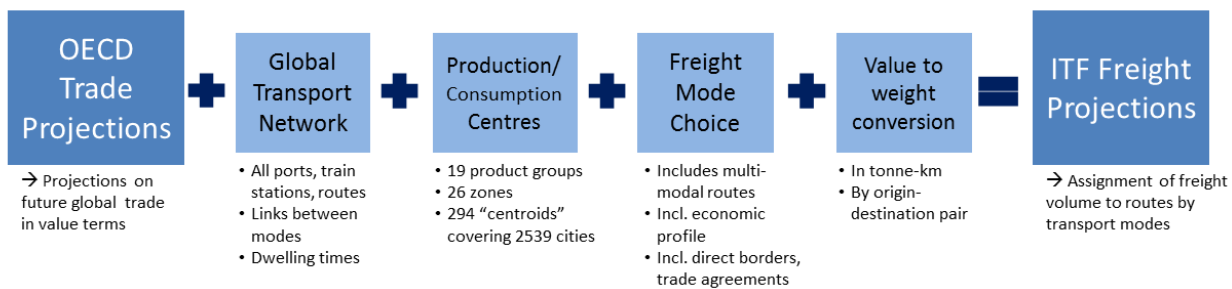 OECD
Trade
Projections
→ Projections on
future global trade
in value terms
Global
Transport
Network
• All ports, train
stations, routes
• Links between
modes
• Dwelling times
Production/
Consumption
Centres
• 19 product groups
• 26 zones
• 294 “centroids”
covering 2539 cities
Freight
Mode
Choice
• Includes multi-
modal routes
• Incl. economic
profile
• Incl. direct borders,
trade agreements
Value to
weight
conversion
• In tonne-km
• By origin-
destination pair
ITF Freight
Projections
→ Assignment of freight
volume to routes by
transport modes